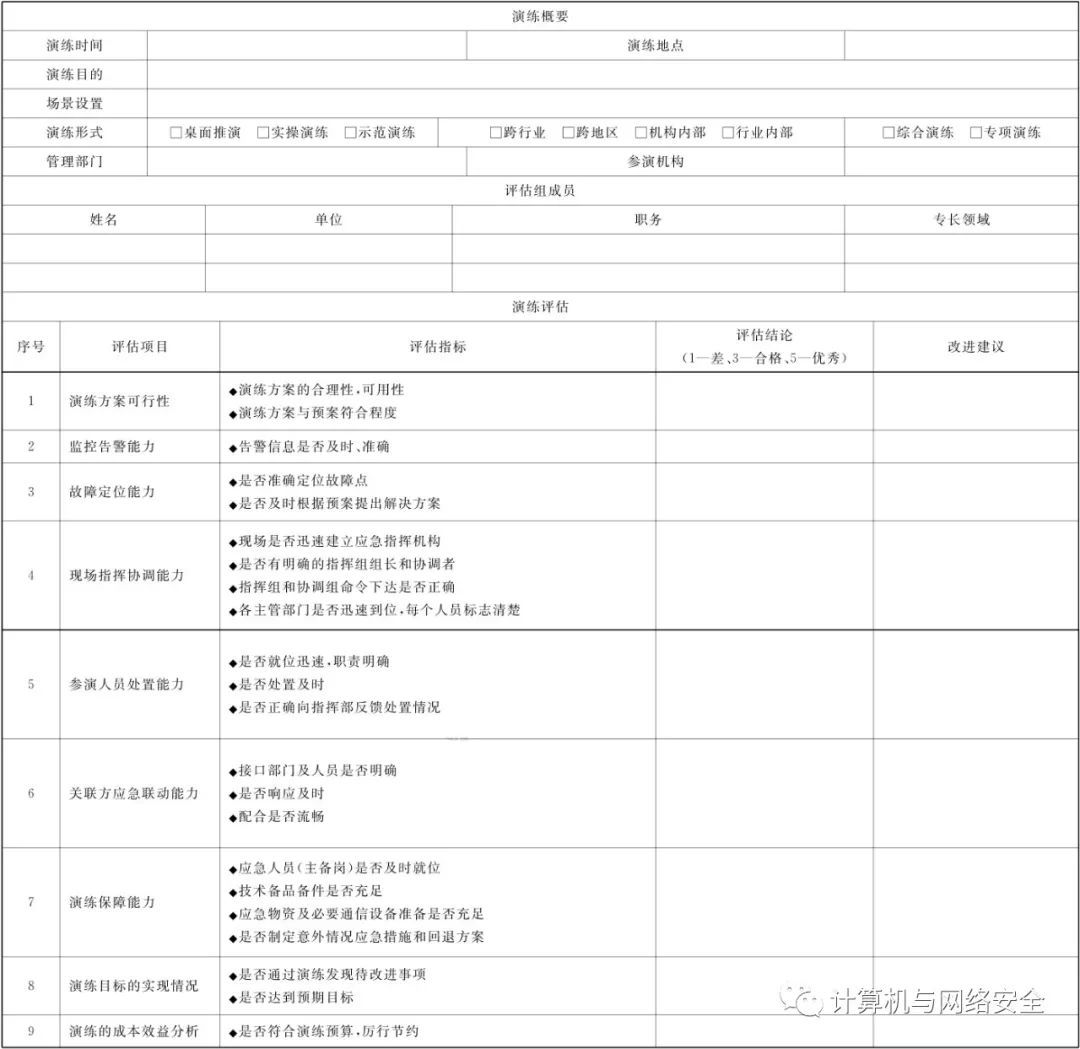 演练概要
演练时间 演练地点
演练目的
场景设置
演练形式 □桌面推演 □实操演练 □示范演练 □跨行业 □跨地区 □机构内部 □行业内部 □综合演练 □专项演练
管理部门 参演机构
评估组成员
姓名 单位 职务 专长领域
演练评估
序号 评估项目 评估指标 评估结论 改进建议
(1—差、3—合格、5—优秀)
1 演练方案可行性
◆演练方案的合理性,可用性
◆演练方案与预案符合程度
2 监控告警能力 ◆告警信息是否及时、准确
3 故障定位能力
◆是否准确定位故障点
◆是否及时根据预案提出解决方案
4 现场指挥协调能力
◆现场是否迅速建立应急指挥机构
◆是否有明确的指挥组组长和协调者
◆指挥组和协调组命令下达是否正确
◆各主管部门是否迅速到位,每个人员标志清楚
5 参演人员处置能力
◆是否就位迅速,职责明确
◆是否处置及时
◆是否正确向指挥部反馈处置情况
6 关联方应急联动能力
◆接口部门及人员是否明确
◆是否响应及时
◆配合是否流畅
7 演练保障能力
◆应急人员(主备岗)是否及时就位
◆技术备品备件是否充足
◆应急物资及必要通信设备准备是否充足
◆是否制定意外情况应急措施和回退方案
8 演练目标的实现情况
◆是否通过演练发现待改进事项
◆是否达到预期目标
9 演练的成本效益分析 ◆是否符合演练预算,厉行节约
计算机与网络安全